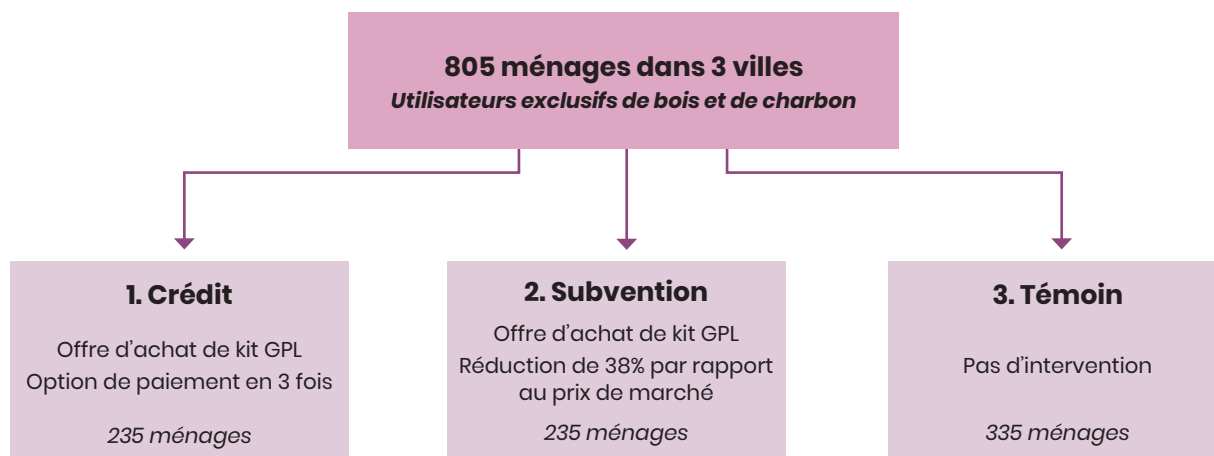 805 ménages dans 3 villes
Utilisateurs exclusifs de bois et de charbon
1. Crédit
Offre d’achat de kit GPL
Option de paiement en 3 fois
235 ménages
2. Subvention
Offre d’achat de kit GPL
Réduction de 38% par rapport
au prix de marché
235 ménages
3. Témoin
Pas d’intervention
335 ménages